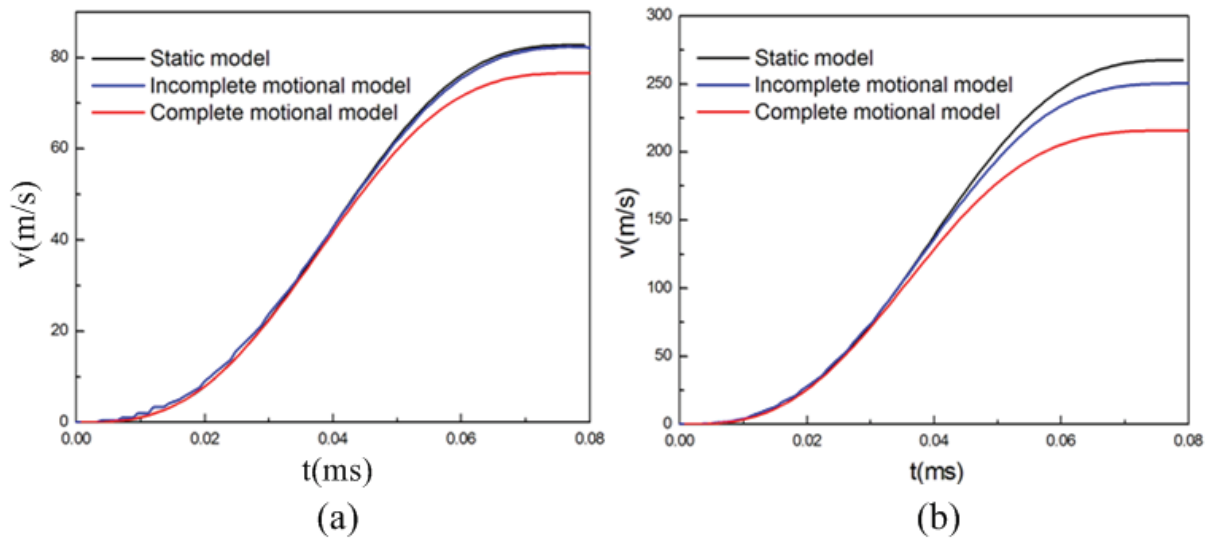 80
60
40
20
0
v(m/s)
Static model
Incomplete motional model
Complete motional model
0.00 0.02 0.04 0.06 0.08
t(ms)
(a)
300
250
200
150
100
50
0
v(m/s)
Static model
Incomplete motional model
Complete motional model
0.00 0.02 0.04 0.06 0.08
t(ms)
(b)